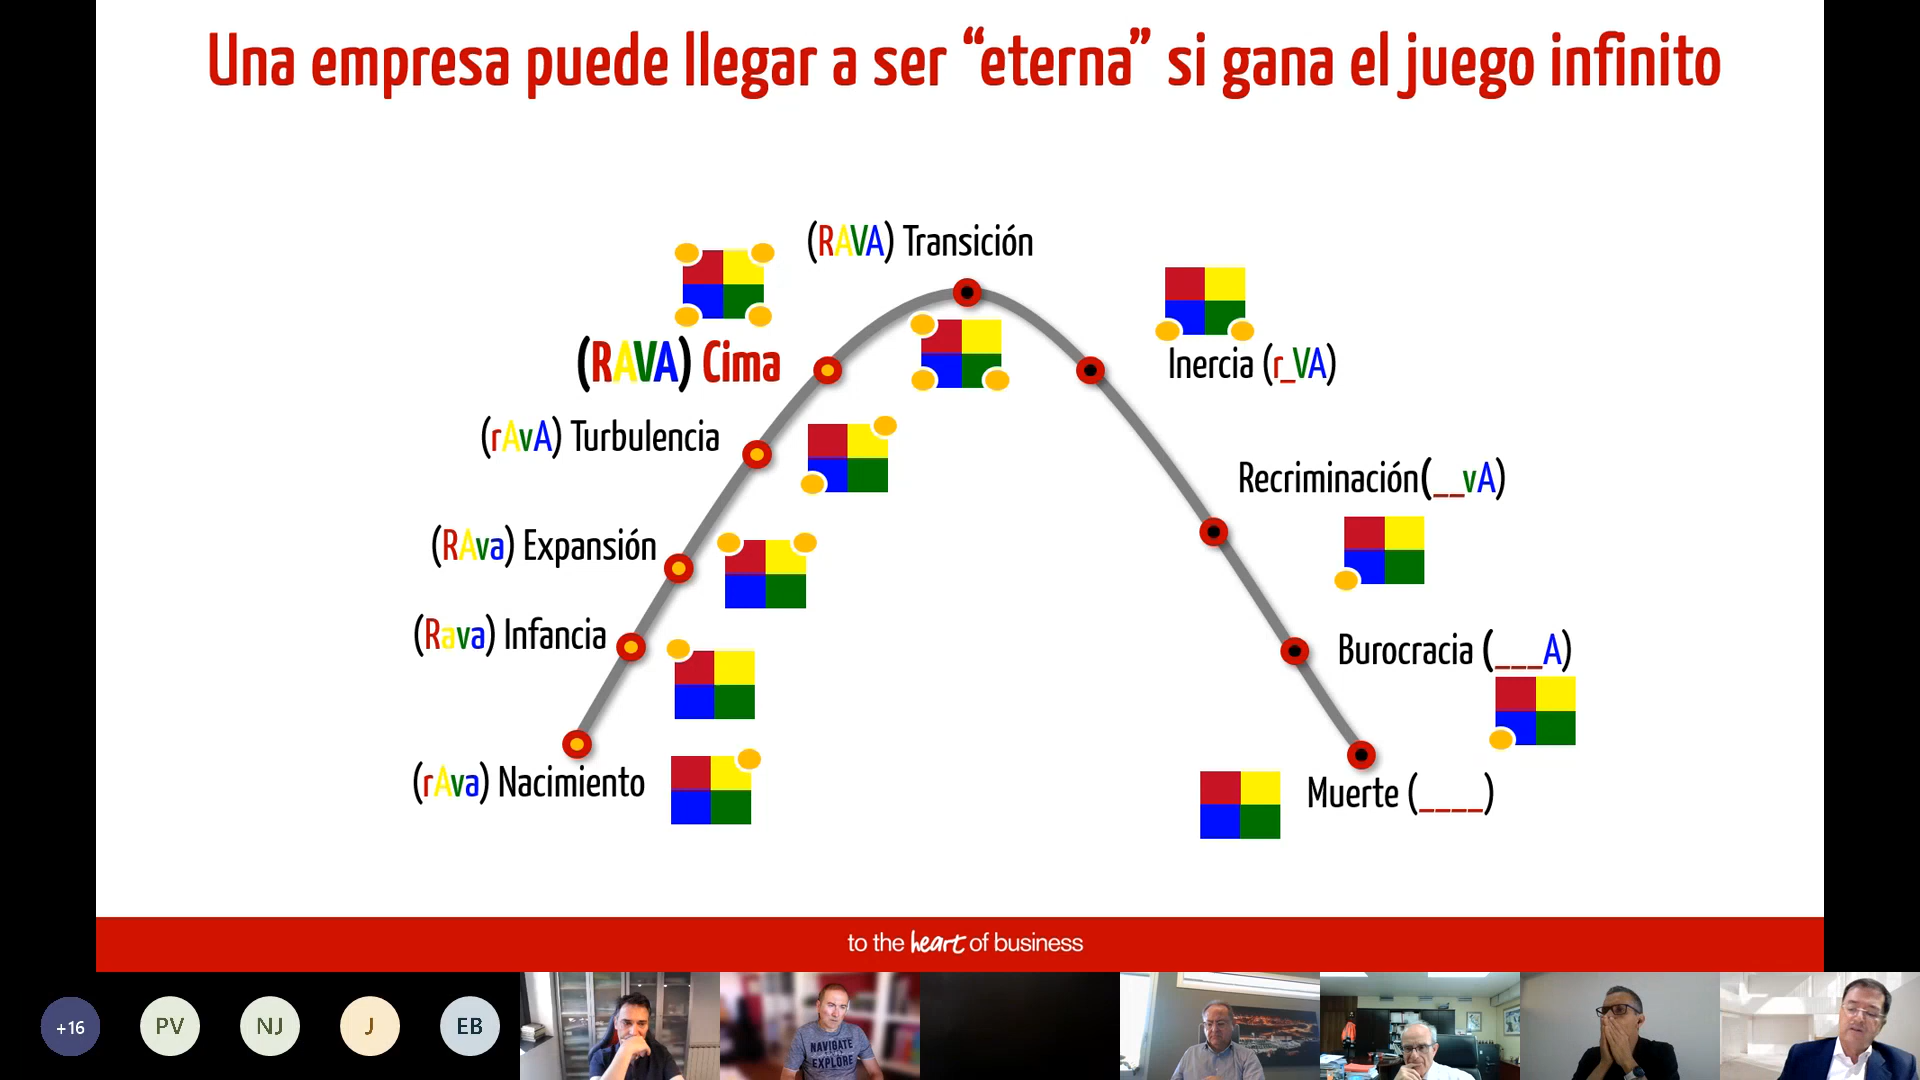 Una empresa puede llegar a ser “eterna” si gana el juego infinito
(RAVA) Transición
(RAVA) Cima
Inercia (r_VA)
(rAvA) Turbulencia
Recriminación(__vA)
(RAva) Expansión
(Rava) Infancia
Burocracia (___A)
(rAva) Nacimiento
Muerte (____)
to the heart of business
+16
PV
NJ
J
EB
NAVIGATE
EXPLORE